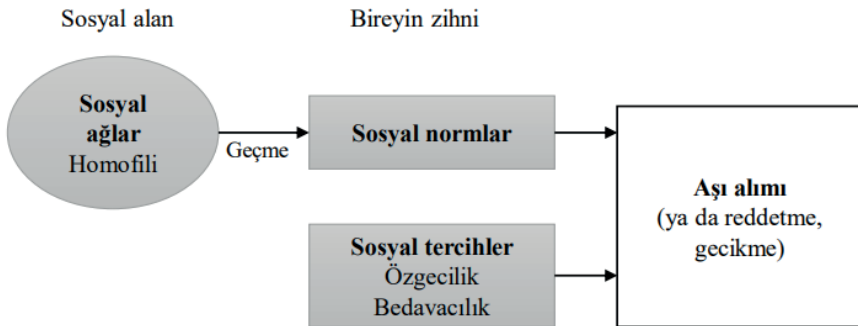 Sosyal alan
Bireyin zihni
Sosyal
ağlar
Homofili
Geçme
Sosyal normlar
Sosyal tercihler
Özgecilik
Bedavacılık
Aşı alımı
(ya da reddetme,
gecikme)